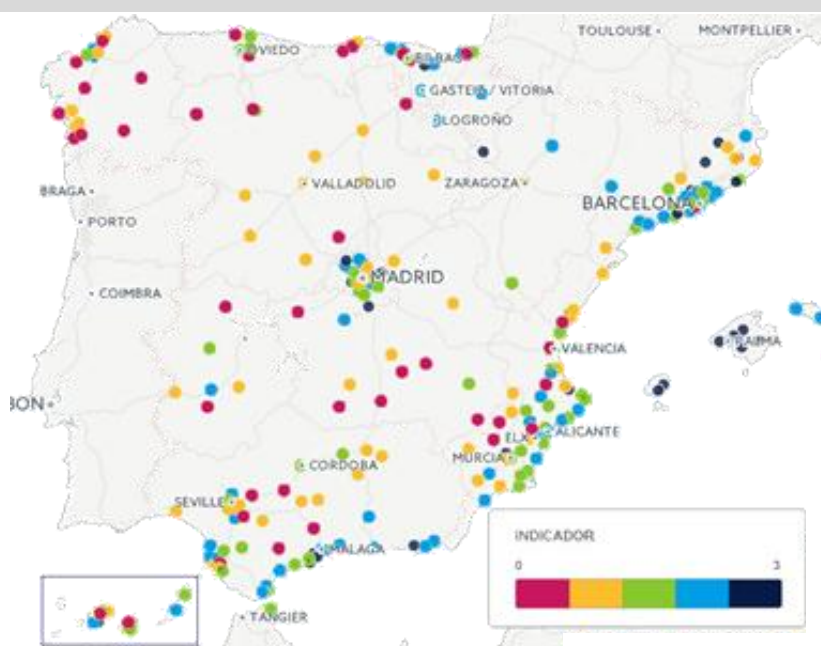 TOULOUSE
MONTPELLIER
OVIEDO
BILBAO
GASTEIZ / VITORIA
LOGROÑO
BRAGA
VALLADOLID
ZARAGOZA
BARCELONA
PORTO
COIMBRA
MADRID
VALENCIA
PALMA
BON
ELX
ALICANTE
MURCIA
CORDOBA
SEVILLE
MALAGA
TANGIER
INDICADOR
0 3